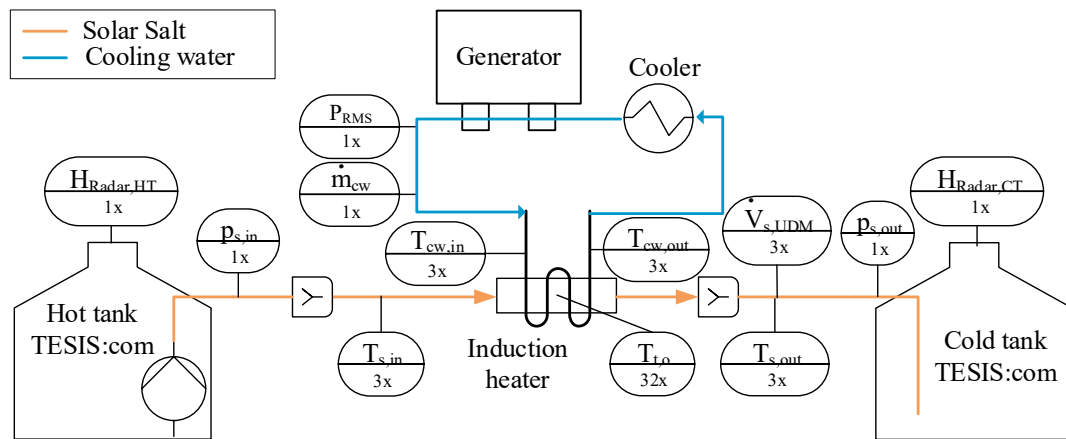 Solar Salt
Cooling water
Generator
Cooler
P_RMS
1x
ṁ_cw
1x
H_Radar,HT
1x
H_Radar,CT
1x
p_s,in
1x
T_cw,in
3x
T_cw,out
3x
V̇_s,UDM
3x
p_s,out
1x
Hot tank
TESIS:com
T_s,in
3x
Induction
heater
T_t,o
32x
T_s,out
3x
Cold tank
TESIS:com